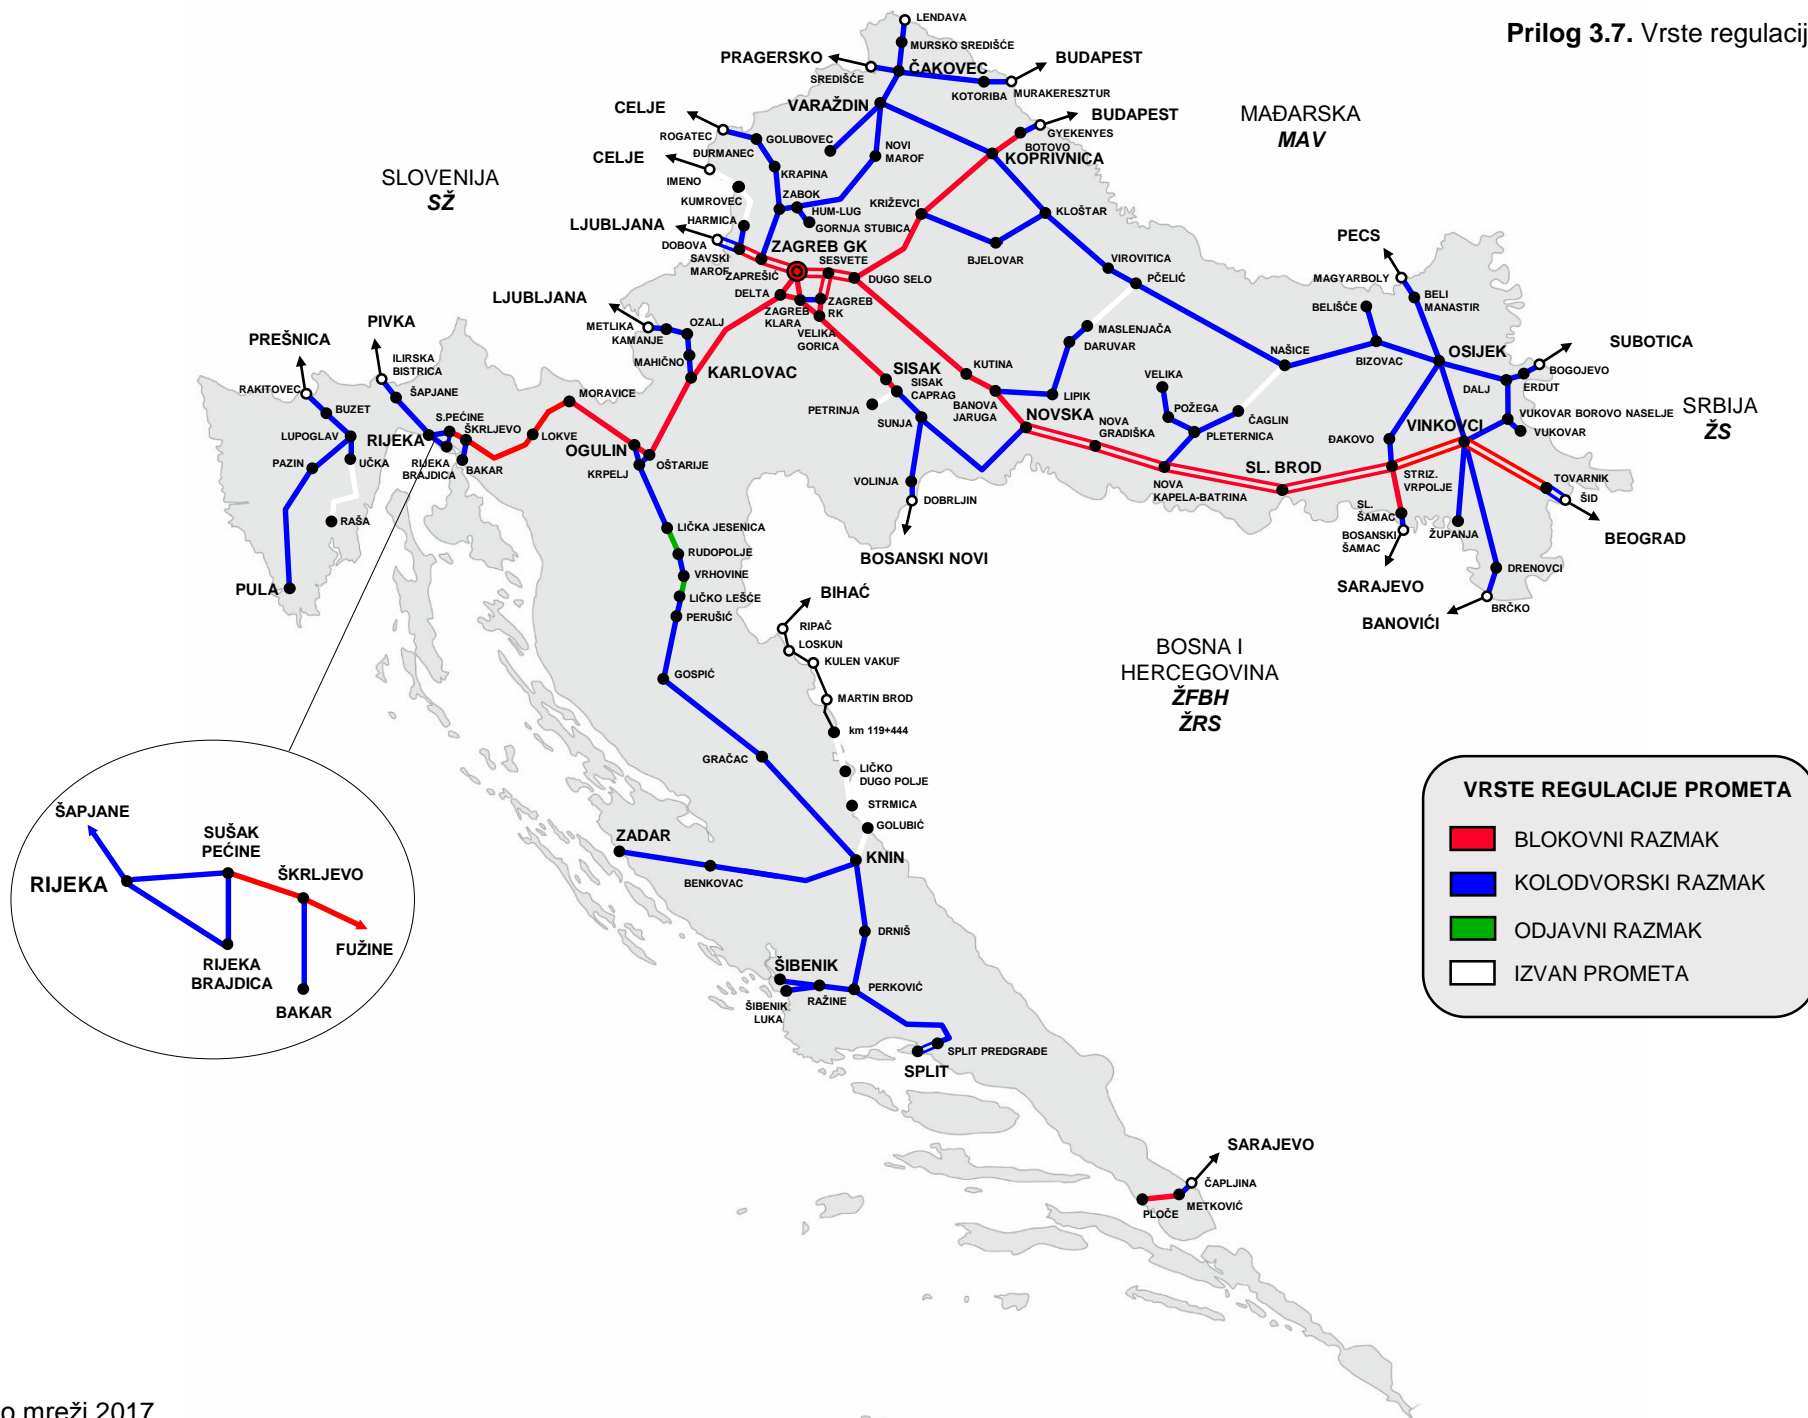 Prilog 3.7. Vrste regulacij
LENDAVA
MURSKO SREDIŠĆE
PRAGERSKO
ČAKOVEC
BUDAPEST
SREDIŠĆE
KOTORIBA
MURAKERESZTUR
CELJE
VARAŽDIN
BUDAPEST
MAĐARSKA
MAV
ROGATEC
GOLUBOVEC
GYEKENYES
BOTOVO
ĐURMANEC
NOVI
MAROF
KOPRIVNICA
CELJE
SLOVENIJA
SŽ
IMENO
KRAPINA
KUMROVEC
ZABOK
HUM-LUG
GORNJA STUBICA
KRIŽEVCI
KLOŠTAR
HARMICA
LJUBLJANA
DOBOVA
SAVSKI
MAROF
ZAGREB GK
SESVETE
ZAPREŠIĆ
DUGO SELO
BJELOVAR
VIROVITICA
PČELIĆ
PECS
MAGYARBOLY
BELI
MANASTIR
BELIŠĆE
DELTA
ZAGREB
RK
ZAGREB
KLARA
VELIKA
GORICA
LJUBLJANA
METLIKA
KAMANJE
OZALJ
MAHIČNO
KARLOVAC
MASLENJAČA
DARUVAR
NAŠICE
BIZOVAC
OSIJEK
SUBOTICA
BOGOJEVO
ERDUT
DALJ
PIVKA
PREŠNICA
ILIRSKA
BISTRICA
RAKITOVEC
ŠAPJANE
MORAVICE
SISAK
SISAK
CAPRAG
PETRINJA
KUTINA
BANOVA
JARUGA
LIPIK
VELIKA
POŽEGA
ČAGLIN
PLETERNICA
VUKOVAR BOROVO NASELJE
VUKOVAR
SRBIJA
ŽS
BUZET
LUPOGLAV
S.PEĆINE
ŠKRLJEVO
RIJEKA
LOKVE
OGULIN
OŠTARIJE
KRPELJ
SUNJA
NOVSKA
NOVA
GRADIŠKA
ĐAKOVO
VINKOVCI
PAZIN
UČKA
RIJEKA
BRAJDICA
BAKAR
VOLINJA
DOBRLJIN
NOVA
KAPELA-BATRINA
SL. BROD
STRIZ.
VRPOLJE
TOVARNIK
ŠID
RAŠA
LIČKA JESENICA
RUDOPOLJE
BOSANSKI NOVI
SL.
ŠAMAC
BOSANSKI
ŠAMAC
ŽUPANJA
BEOGRAD
PULA
VRHOVINE
LIČKO LEŠĆE
PERUŠIĆ
BIHAĆ
SARAJEVO
DRENOVCI
BRČKO
BANOVIĆI
RIPAČ
LOSKUN
KULEN VAKUF
MARTIN BROD
km 119+444
BOSNA I
HERCEGOVINA
ŽFBH
ŽRS
GOSPIĆ
GRAČAC
LIČKO
DUGO POLJE
STRMICA
GOLUBIĆ
ZADAR
KNIN
BENKOVAC
ŠAPJANE
SUŠAK
PEĆINE
ŠKRLJEVO
RIJEKA
FUŽINE
RIJEKA
BRAJDICA
BAKAR
VRSTE REGULACIJE PROMETA
BLOKOVNI RAZMAK
KOLODVORSKI RAZMAK
ODJAVNI RAZMAK
IZVAN PROMETA
DRNIŠ
ŠIBENIK
PERKOVIĆ
RAŽINE
ŠIBENIK
LUKA
SPLIT PREDGRAĐE
SPLIT
SARAJEVO
ČAPLJINA
METKOVIĆ
PLOČE
o mreži 2017